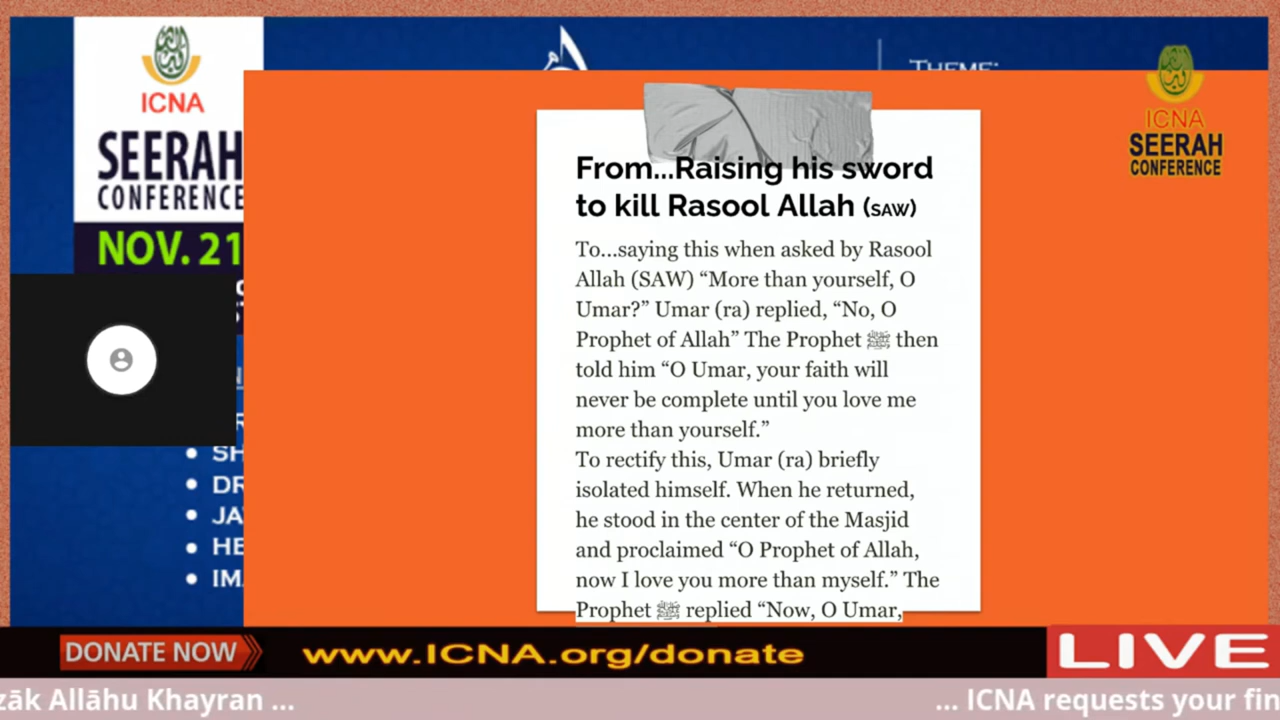 ICNA
SEERAH
CONFERENCE
NOV. 21
THEME:
ICNA
SEERAH
CONFERENCE
From...Raising his sword
to kill Rasool Allah (SAW)
To...saying this when asked by Rasool
Allah (SAW) “More than yourself, O
Umar?” Umar (ra) replied, “No, O
Prophet of Allah” The Prophet ﷺ then
told him “O Umar, your faith will
never be complete until you love me
more than yourself.”
To rectify this, Umar (ra) briefly
isolated himself. When he returned,
he stood in the center of the Masjid
and proclaimed “O Prophet of Allah,
now I love you more than myself.” The
Prophet ﷺ replied “Now, O Umar,
SH
DR
JA
HE
IM
DONATE NOW
www.ICNA.org/donate
LIVE
zāk Allāhu Khayran ...
... ICNA requests your fin